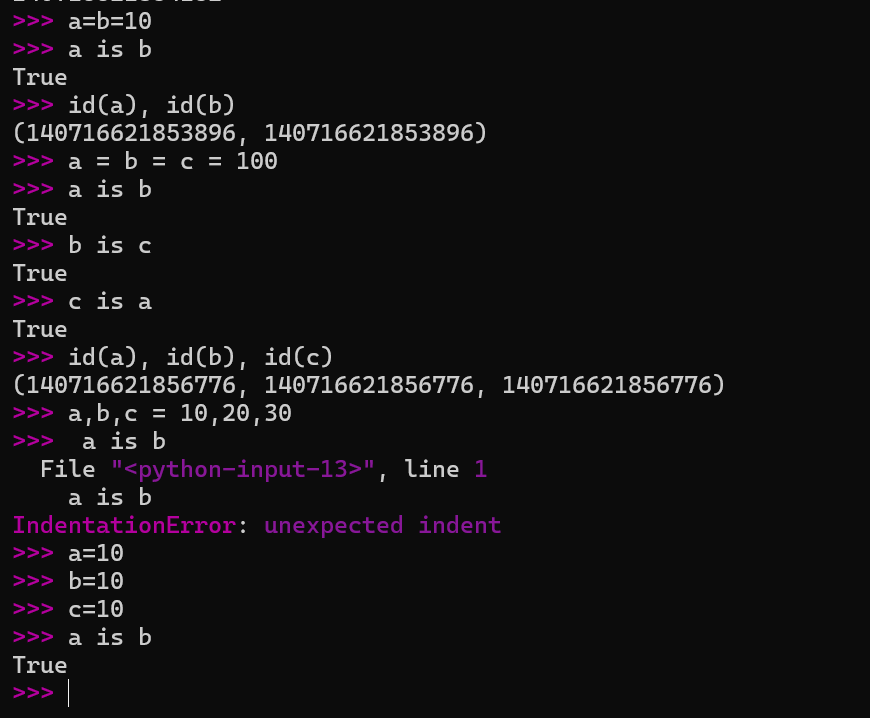 >>> a=b=10
>>> a is b
True
>>> id(a), id(b)
(140716621853896, 140716621853896)
>>> a = b = c = 100
>>> a is b
True
>>> b is c
True
>>> c is a
True
>>> id(a), id(b), id(c)
(140716621856776, 140716621856776, 140716621856776)
>>> a,b,c = 10,20,30
>>>  a is b
  File "<python-input-13>", line 1
    a is b
IndentationError: unexpected indent
>>> a=10
>>> b=10
>>> c=10
>>> a is b
True
>>>